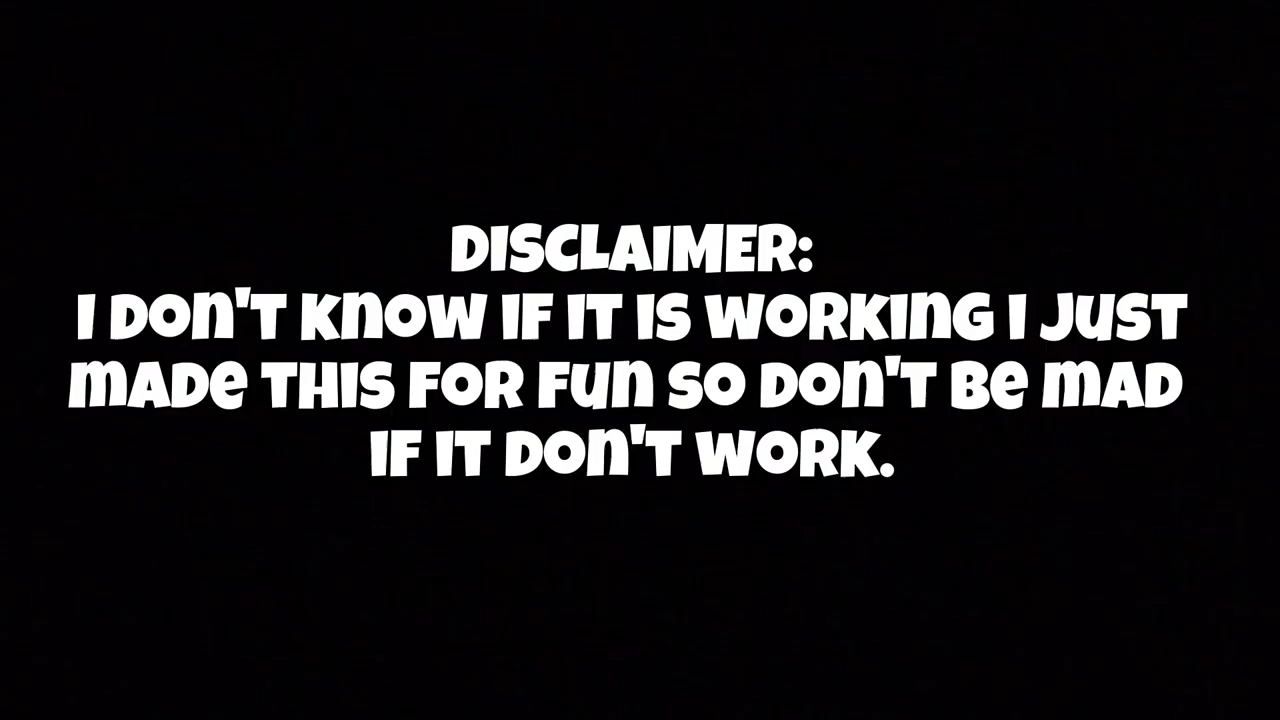 DISCLAIMER:
I DON'T KNOW IF IT IS WORKING I JUST
MADE THIS FOR FUN SO DON'T BE MAD
IF IT DON'T WORK.